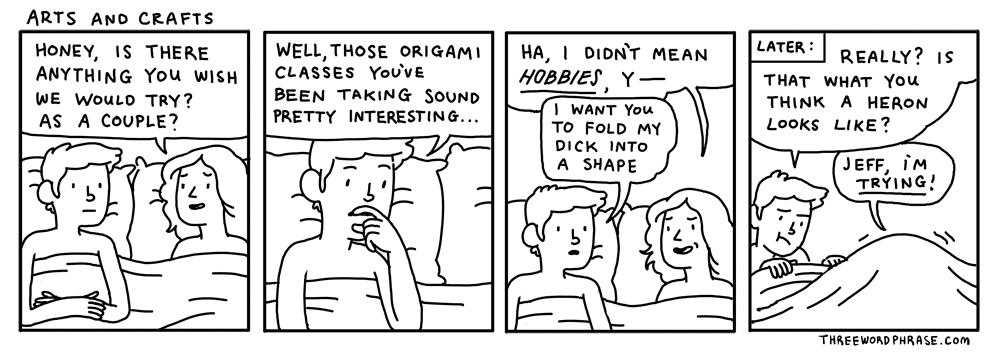 ARTS AND CRAFTS
HONEY, IS THERE
ANYTHING YOU WISH
WE WOULD TRY?
AS A COUPLE?
WELL, THOSE ORIGAMI
CLASSES YOU'VE
BEEN TAKING SOUND
PRETTY INTERESTING...
HA, I DIDN'T MEAN
HOBBIES, Y—
I WANT YOU
TO FOLD MY
DICK INTO
A SHAPE
LATER:
REALLY? IS
THAT WHAT YOU
THINK A HERON
LOOKS LIKE?
JEFF, I'M
TRYING!
THREEWORDPHRASE.COM